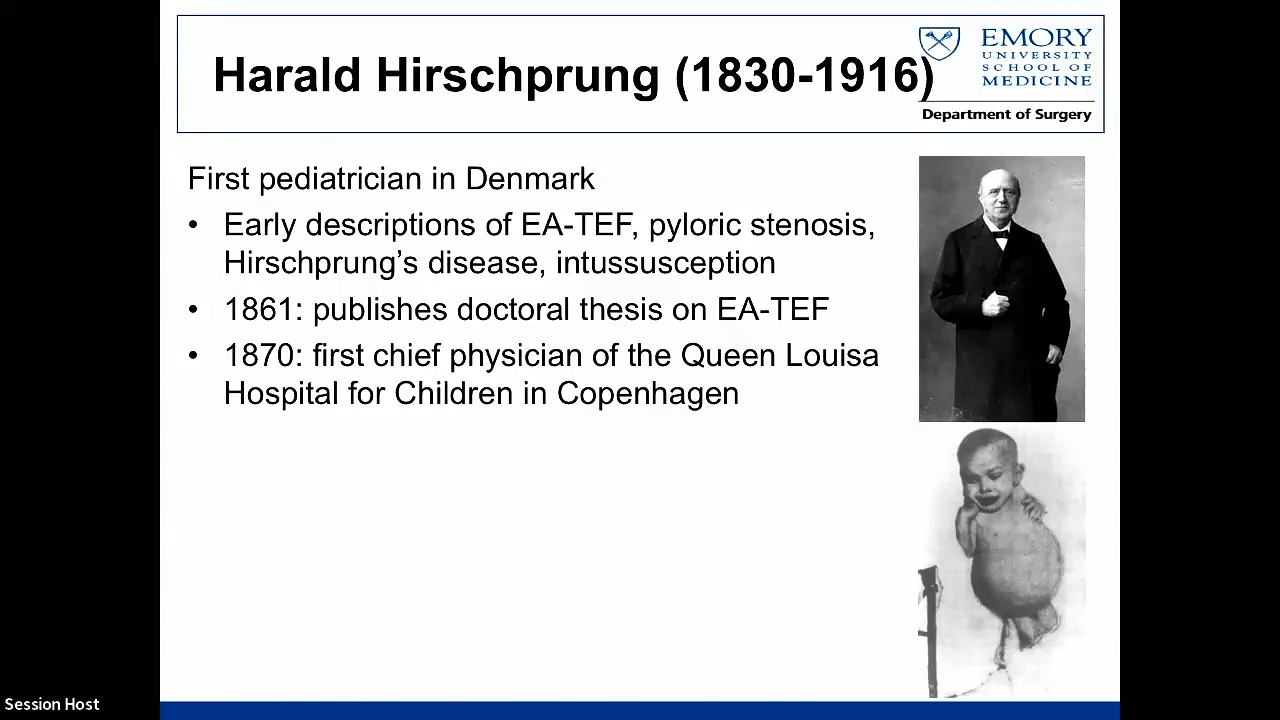 Harald Hirschprung (1830-1916)
EMORY
UNIVERSITY
SCHOOL OF
MEDICINE
Department of Surgery
First pediatrician in Denmark
• Early descriptions of EA-TEF, pyloric stenosis,
Hirschprung’s disease, intussusception
• 1861: publishes doctoral thesis on EA-TEF
• 1870: first chief physician of the Queen Louisa
Hospital for Children in Copenhagen
Session Host